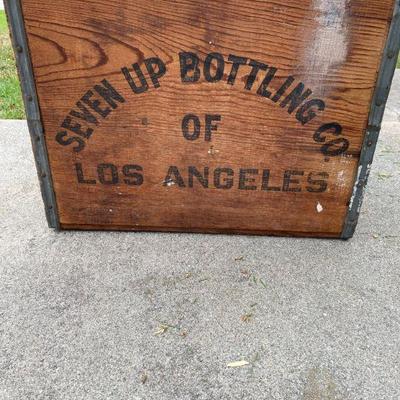 SEVEN UP BOTTLING CO.
OF
LOS ANGELES